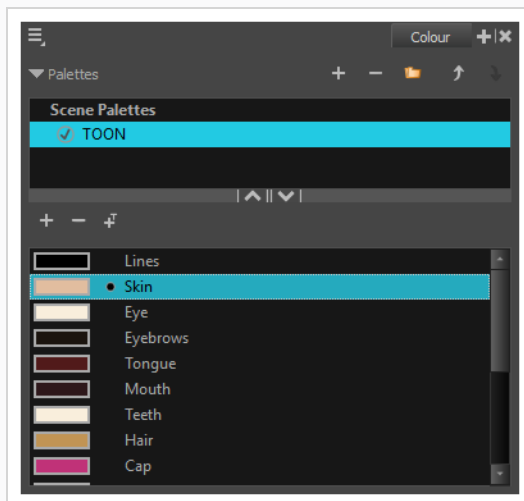 Colour
Palettes
Scene Palettes
TOON
Lines
Skin
Eye
Eyebrows
Tongue
Mouth
Teeth
Hair
Cap